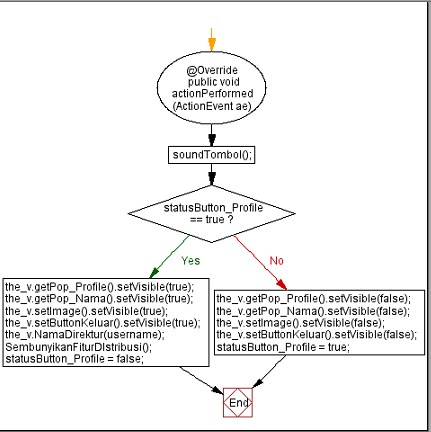 @Override
public void
actionPerformed
(ActionEvent ae)
soundTombol();
statusButton_Profile
== true ?
Yes
No
the_v.getPop_Profile().setVisible(true);
the_v.getPop_Nama().setVisible(true);
the_v.setImage().setVisible(true);
the_v.setButtonKeluar().setVisible(true);
the_v.NamaDirektur(username);
SembunyikanFiturDIstribusi();
statusButton_Profile = false;
the_v.getPop_Profile().setVisible(false);
the_v.getPop_Nama().setVisible(false);
the_v.setImage().setVisible(false);
the_v.setButtonKeluar().setVisible(false);
statusButton_Profile = true;
End